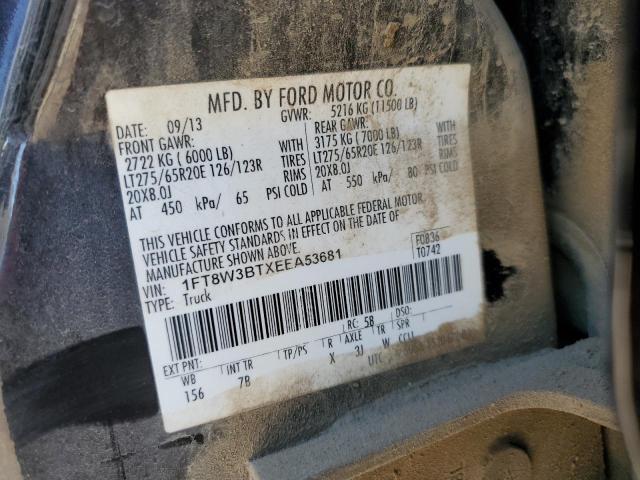 MFD. BY FORD MOTOR CO.
DATE: 09/13 GVWR: 5216 KG (11500 LB)
FRONT GAWR: REAR GAWR:
2722 KG (6000 LB) WITH 3175 KG (7000 LB) WITH
LT275/65R20E 126/123R TIRES LT275/65R20E 126/123R TIRES
20X8.0J RIMS 20X8.0J RIMS
AT 450 kPa/ 65 PSI COLD AT 550 kPa/ 80 PSI COLD
THIS VEHICLE CONFORMS TO ALL APPLICABLE FEDERAL MOTOR
VEHICLE SAFETY STANDARDS IN EFFECT ON THE DATE OF
MANUFACTURE SHOWN ABOVE.
VIN: 1FT8W3BTXEEA53681 F0836
TYPE: Truck T0742
EXT PNT: RC: 58 DSO:
WB INT TR TP/PS R AXLE TR SPR
156 7B X 3J W CCU
UTC